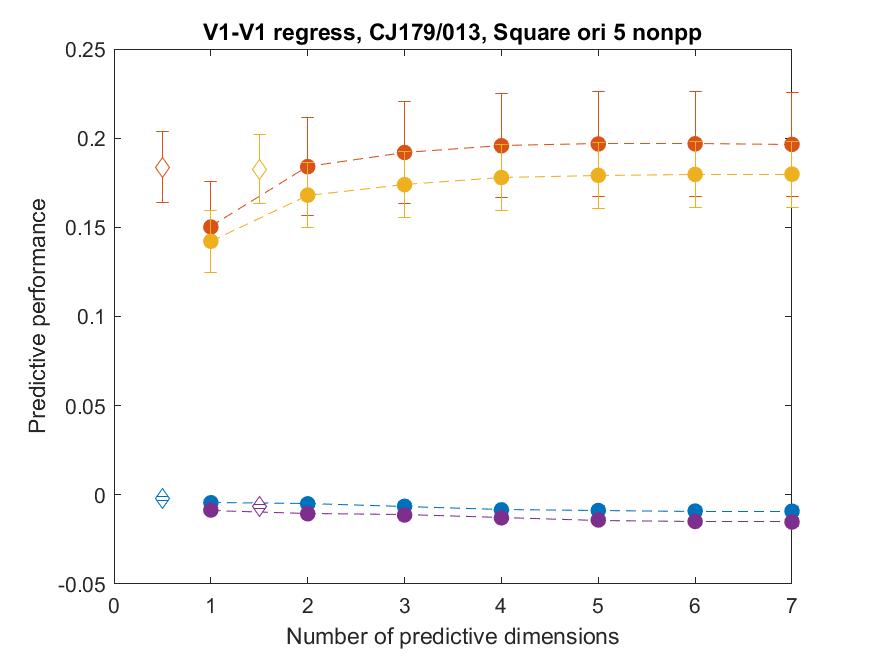 V1-V1 regress, CJ179/013, Square ori 5 nonpp
0.25
0.2
0.15
0.1
0.05
0
-0.05
Predictive performance
0 1 2 3 4 5 6 7
Number of predictive dimensions